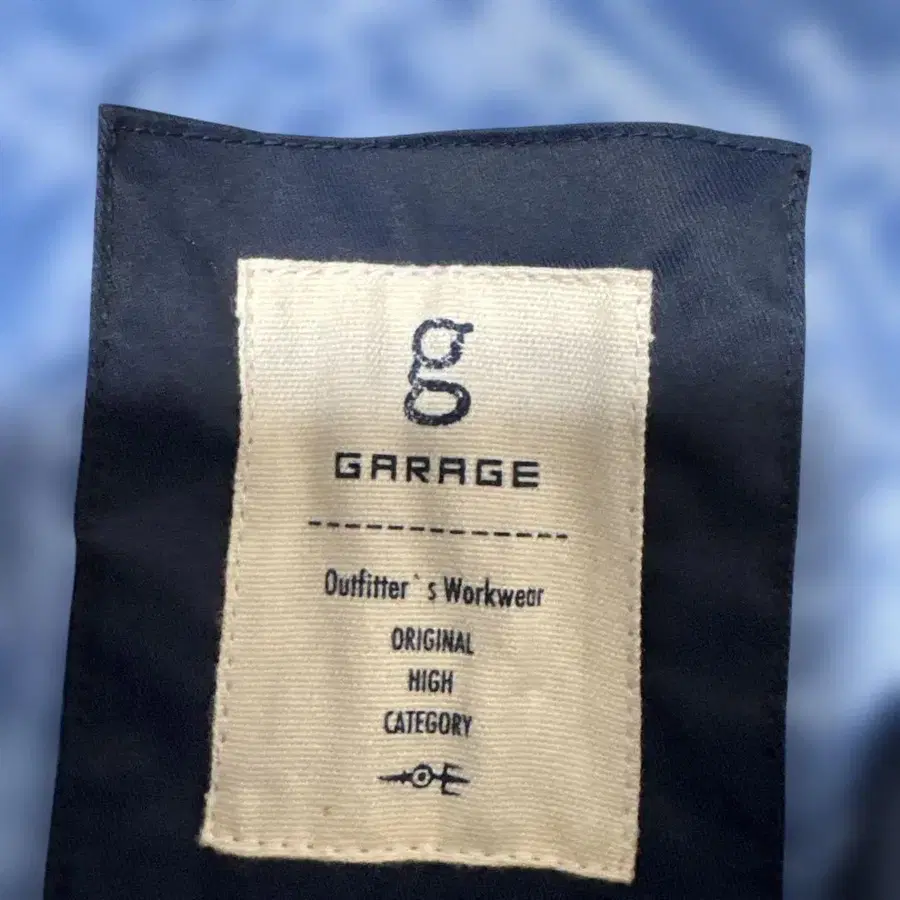 g
GARAGE
Outfitter`s Workwear
ORIGINAL
HIGH
CATEGORY